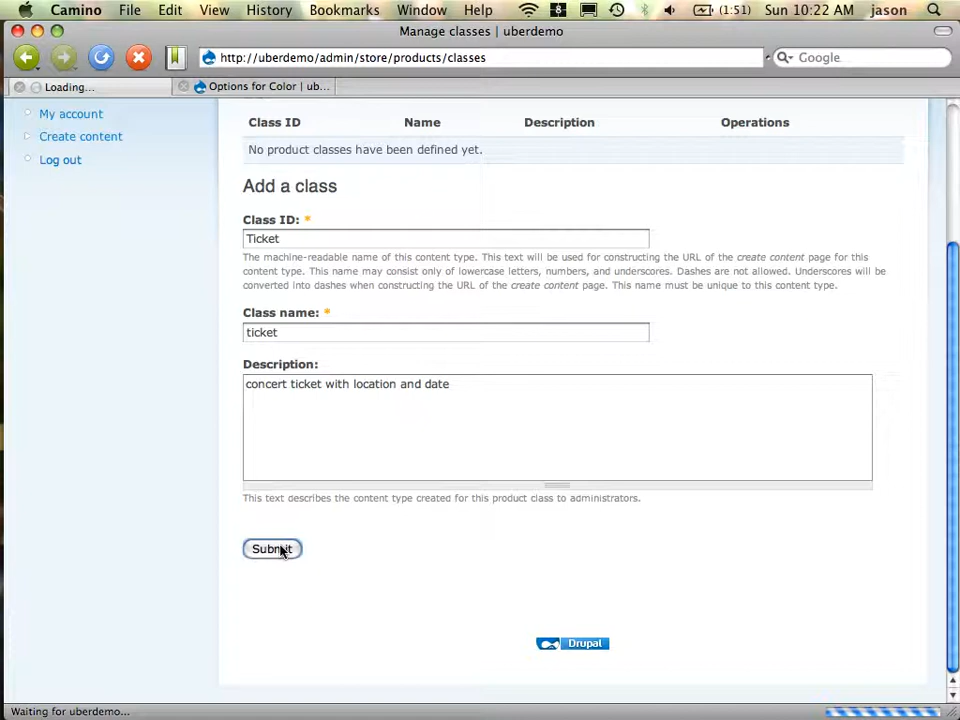 Camino File Edit View History Bookmarks Window Help (1:51) Sun 10:22 AM jason
Manage classes | uberdemo
http://uberdemo/admin/store/products/classes
Google
Loading...
Options for Color | ub...
My account
Create content
Log out
Class ID Name Description Operations
No product classes have been defined yet.
Add a class
Class ID: *
Ticket
The machine-readable name of this content type. This text will be used for constructing the URL of the create content page for this
content type. This name may consist only of lowercase letters, numbers, and underscores. Dashes are not allowed. Underscores will be
converted into dashes when constructing the URL of the create content page. This name must be unique to this content type.
Class name: *
ticket
Description:
concert ticket with location and date
This text describes the content type created for this product class to administrators.
Submit
Drupal
Waiting for uberdemo...